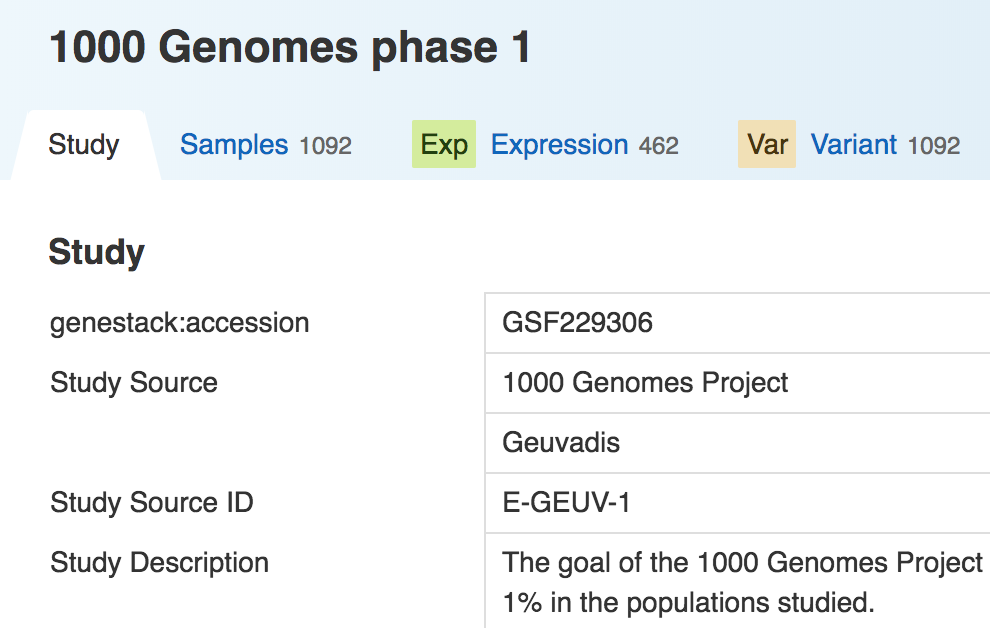 1000 Genomes phase 1
Study Samples 1092 Exp Expression 462 Var Variant 1092
Study
genestack:accession GSF229306
Study Source 1000 Genomes Project
Geuvadis
Study Source ID E-GEUV-1
Study Description The goal of the 1000 Genomes Project
1% in the populations studied.